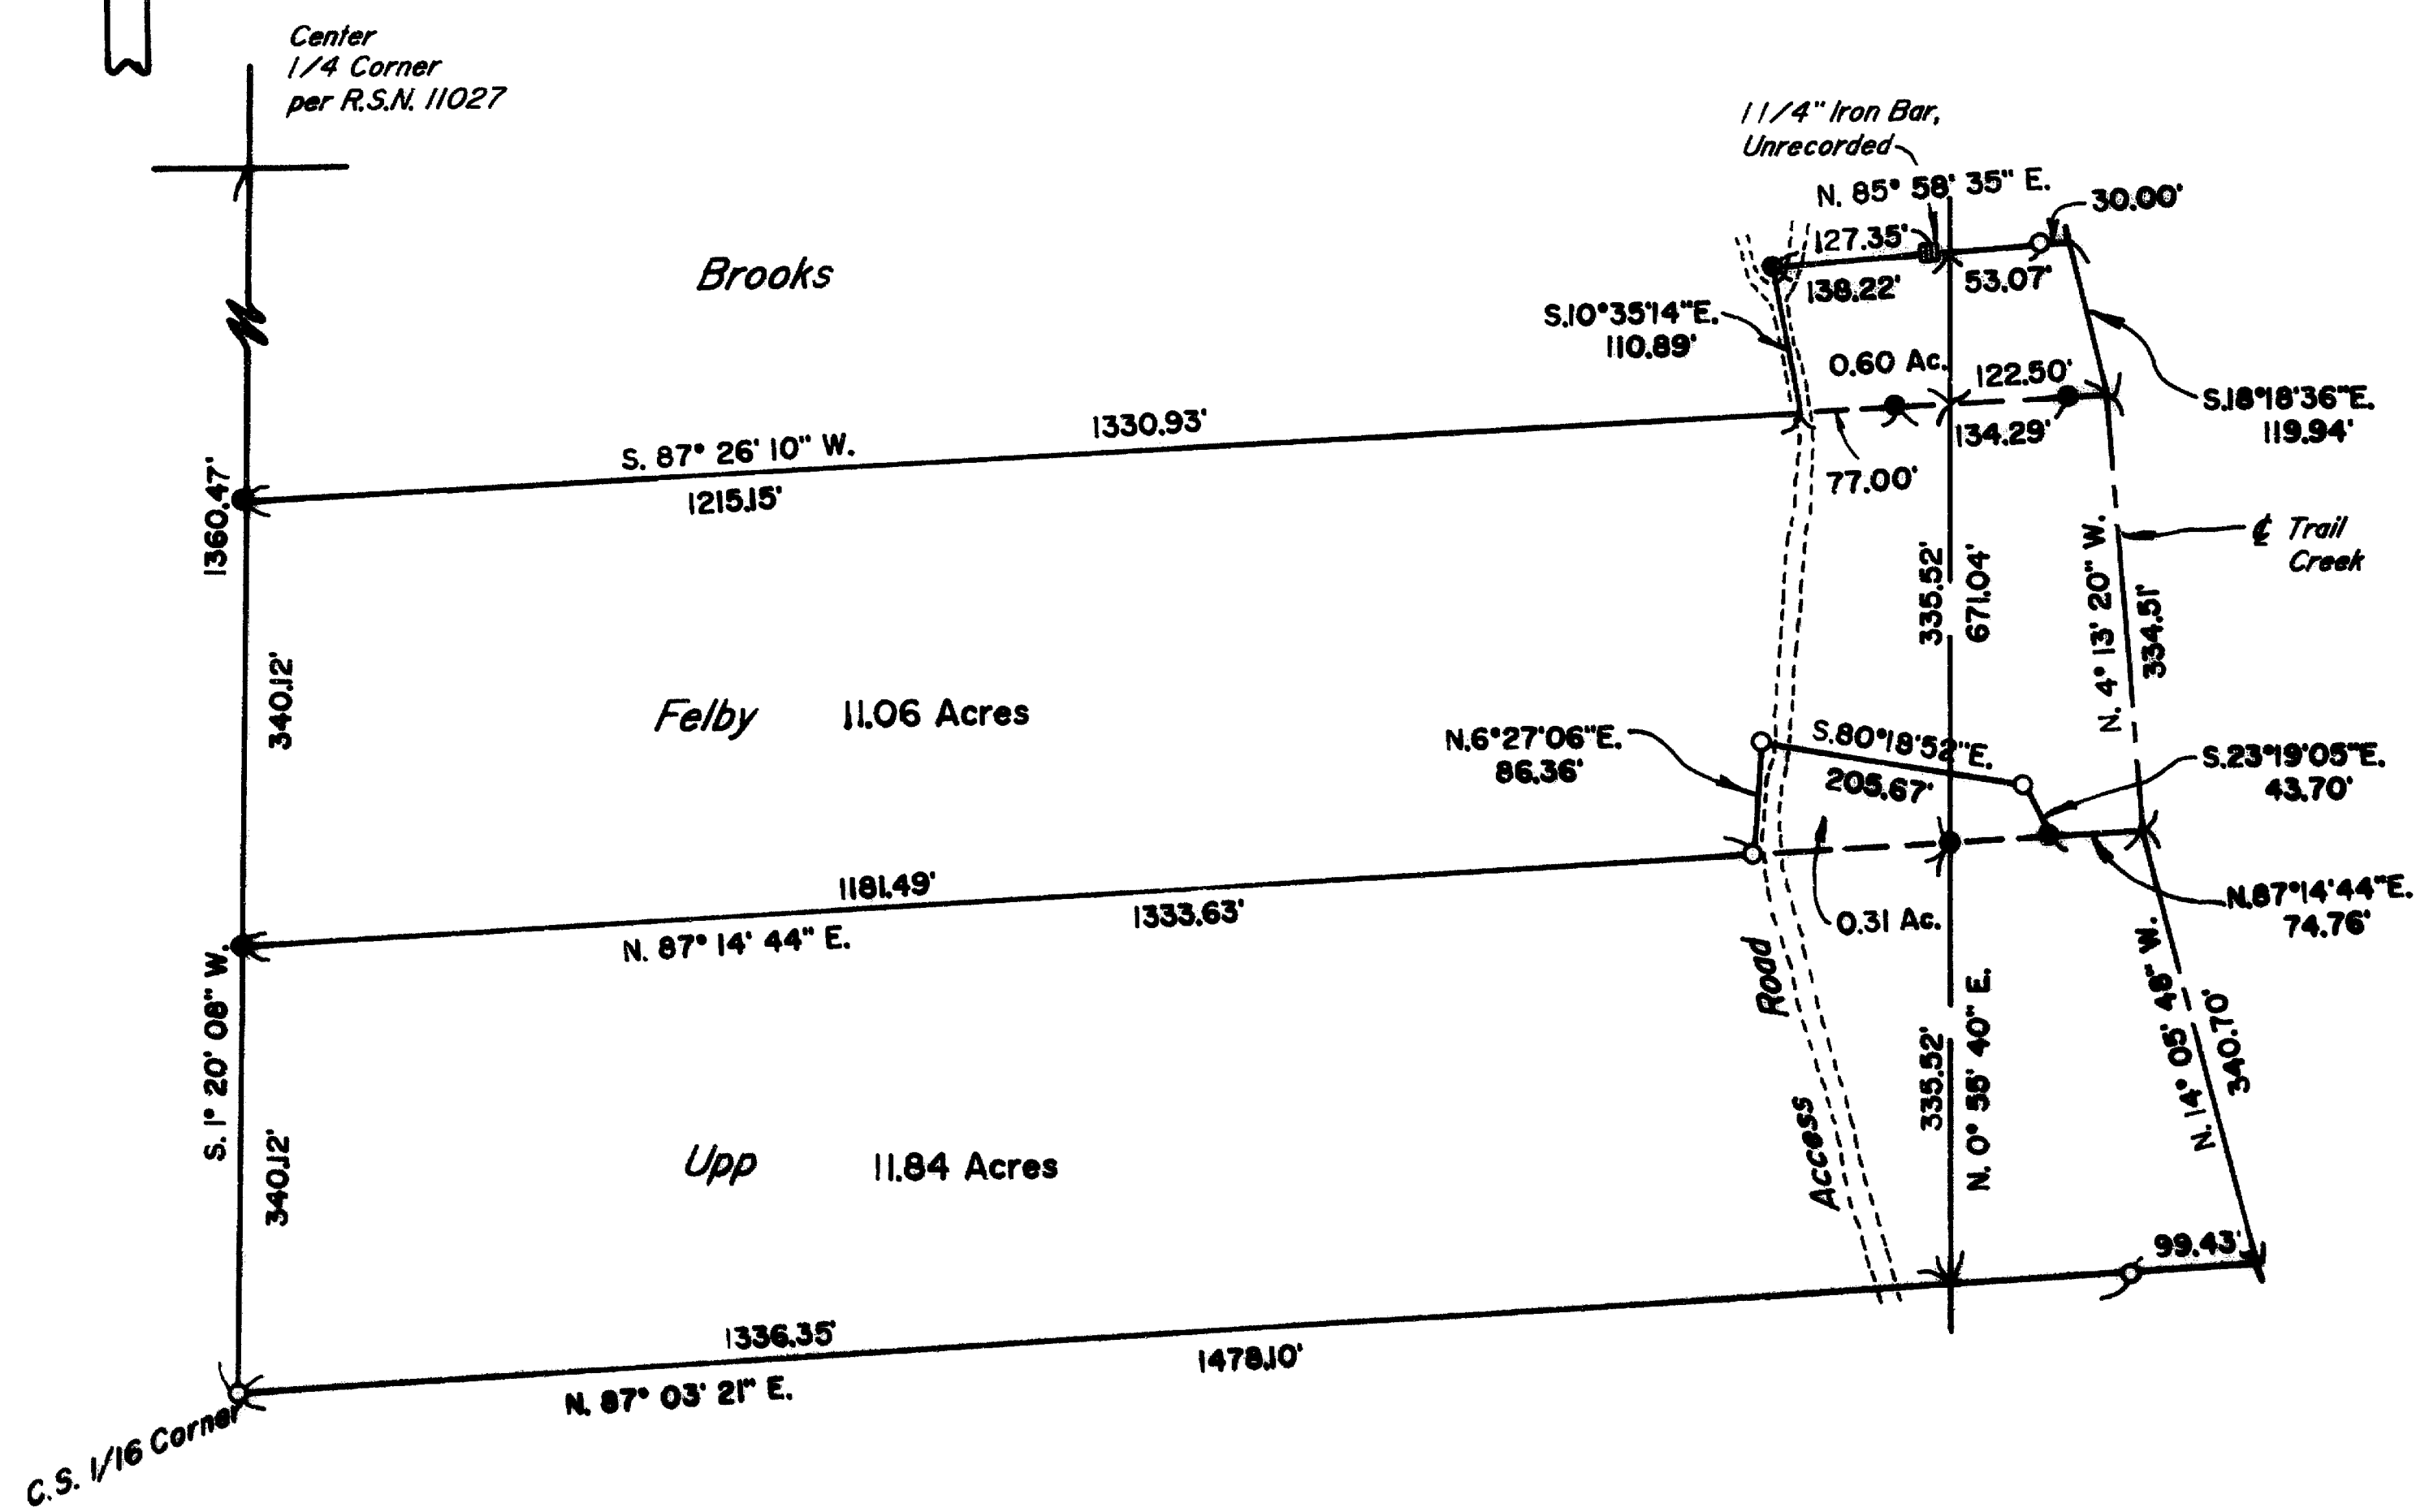 Center
1/4 Corner
per R.S.N. 11027
1 1/4" Iron Bar,
Unrecorded
N. 85° 58' 35" E.
30.00'
127.35'
138.22'
53.07'
Brooks
S.10°35'14"E.
110.89'
0.60 Ac.
122.50'
S.18°18'36"E.
119.94'
134.29'
77.00'
1330.93'
S. 87° 26' 10" W.
1215.15'
1360.47'
℄ Trail
Creek
335.52'
671.04'
N. 4° 13' 20" W.
334.51'
340.12'
Felby 11.06 Acres
N.6°27'06"E.
86.36'
S.80°18'52"E.
205.67'
S.23°19'05"E.
43.70'
N.87°14'44"E.
74.76'
0.31 Ac.
1181.49'
1333.63'
N. 87° 14' 44" E.
S. 1° 20' 08" W.
340.12'
Upp 11.84 Acres
Road
Access
335.52'
N. 0° 55' 40" E.
N. 14° 05' 48" W.
340.70'
99.43'
1336.35'
1478.10'
N. 87° 03' 21" E.
C.S. 1/16 Corner